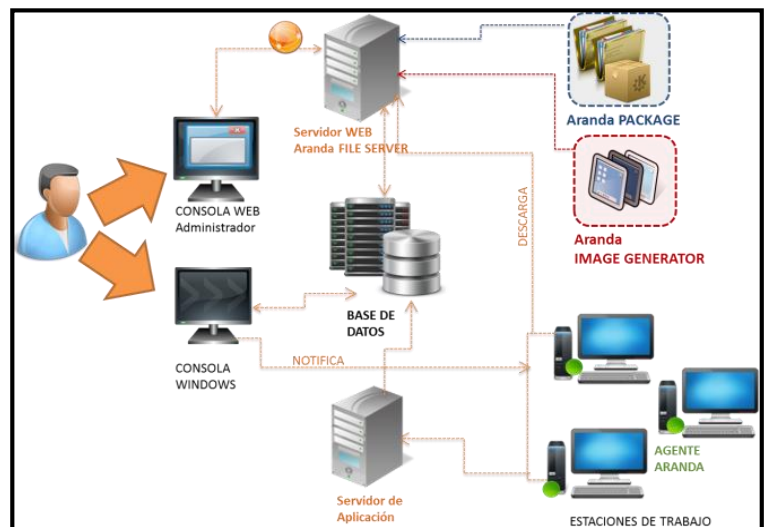 Servidor WEB
Aranda FILE SERVER
Aranda PACKAGE
Aranda
IMAGE GENERATOR
CONSOLA WEB
Administrador
DESCARGA
BASE DE
DATOS
CONSOLA
WINDOWS
NOTIFICA
Servidor de
Aplicación
AGENTE
ARANDA
ESTACIONES DE TRABAJO